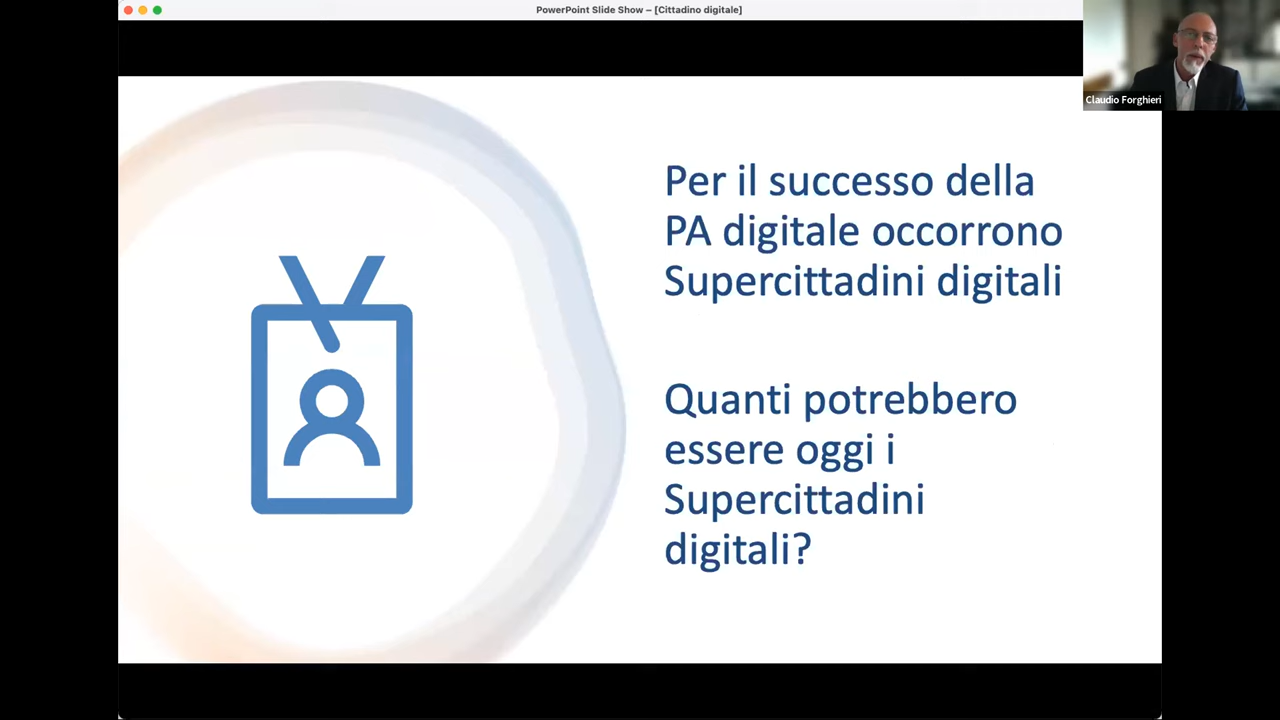 PowerPoint Slide Show – [Cittadino digitale]
Claudio Forghieri
Per il successo della
PA digitale occorrono
Supercittadini digitali
Quanti potrebbero
essere oggi i
Supercittadini
digitali?